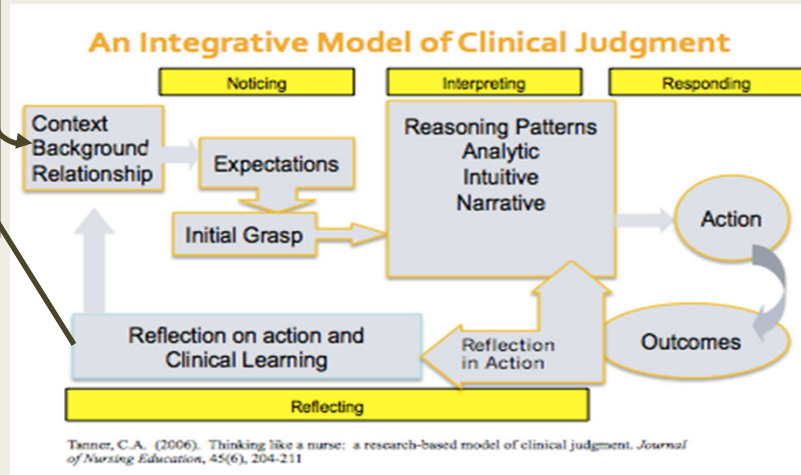 An Integrative Model of Clinical Judgment
Noticing
Interpreting
Responding
Context
Background
Relationship
Expectations
Initial Grasp
Reasoning Patterns
Analytic
Intuitive
Narrative
Action
Reflection on action and
Clinical Learning
Reflection
in Action
Outcomes
Reflecting
Tanner, C.A. (2006). Thinking like a nurse: a research-based model of clinical judgment. Journal
of Nursing Education, 45(6), 204-211